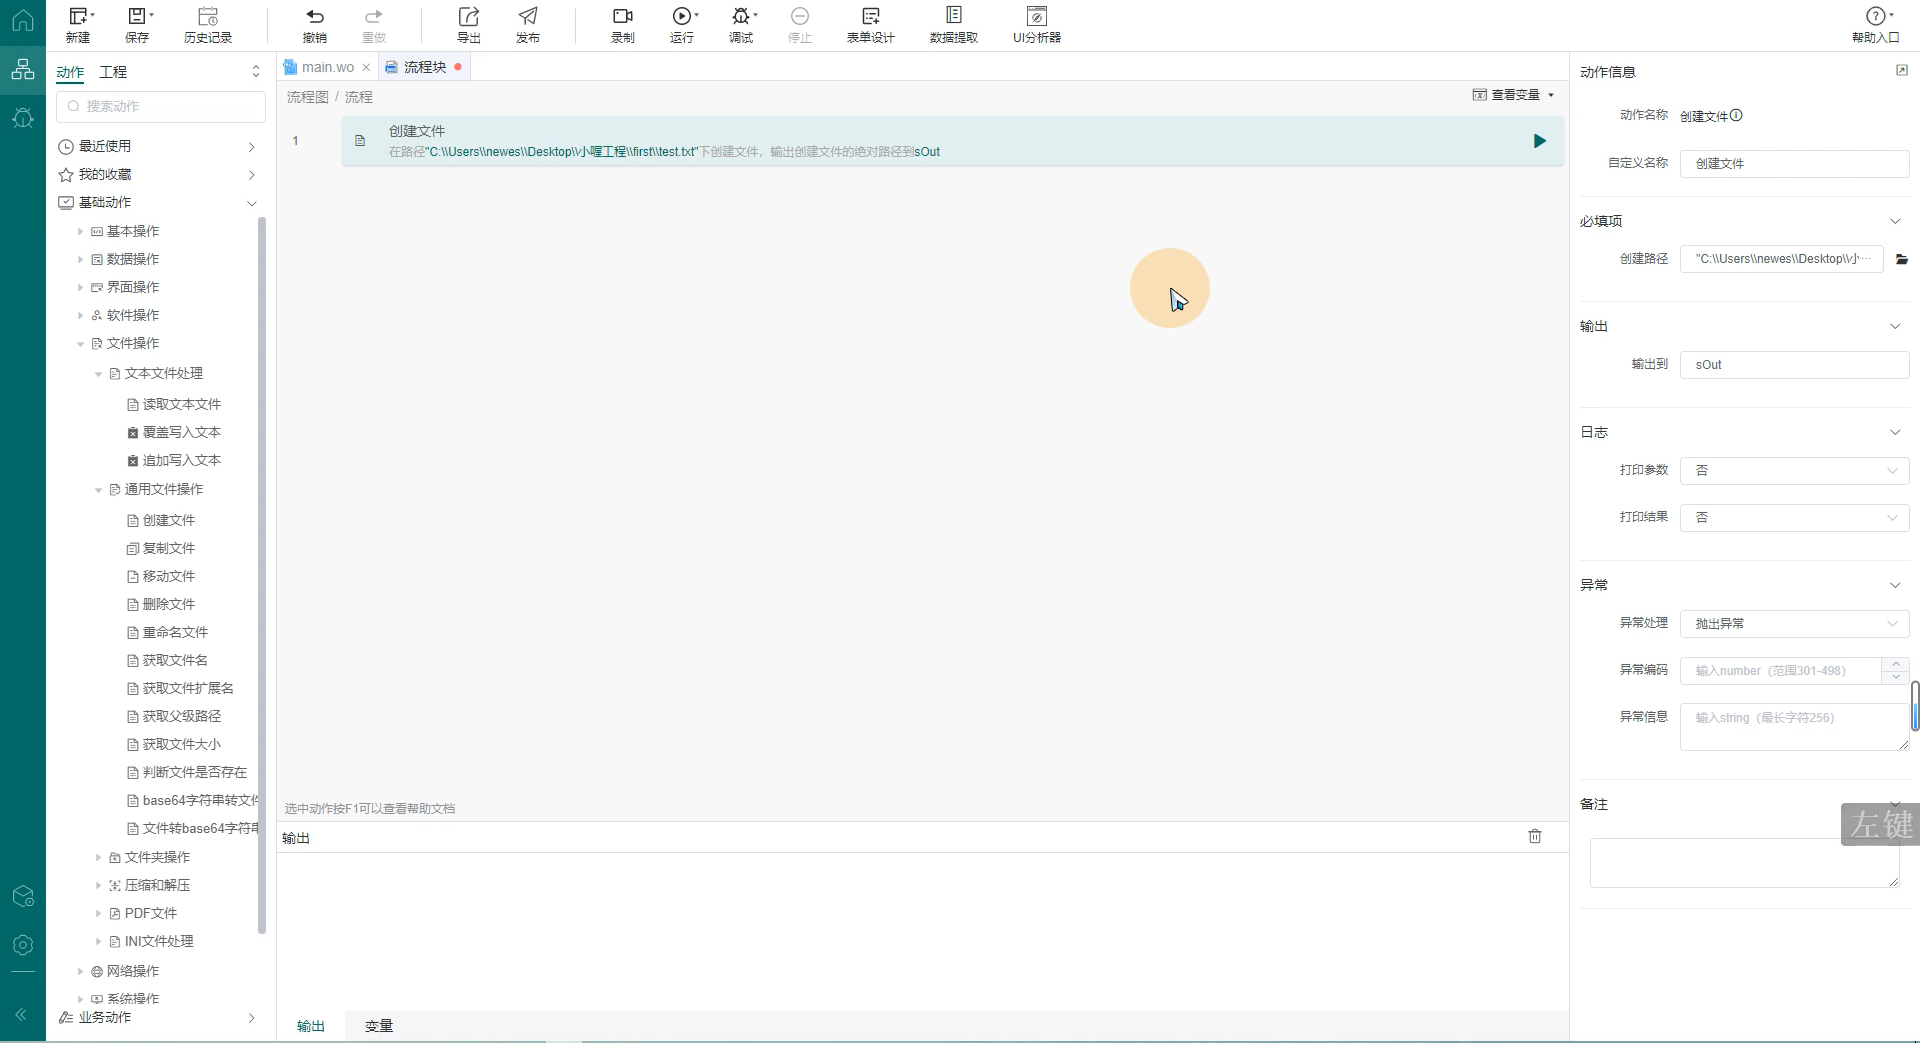 新建
保存
历史记录
撤销
重做
导出
发布
录制
运行
调试
停止
表单设计
数据提取
UI分析器
帮助入口
动作
工程
搜索动作
最近使用
我的收藏
基础动作
基本操作
数据操作
界面操作
软件操作
文件操作
文本文件处理
读取文本文件
覆盖写入文本
追加写入文本
通用文件操作
创建文件
复制文件
移动文件
删除文件
重命名文件
获取文件名
获取文件扩展名
获取父级路径
获取文件大小
判断文件是否存在
base64字符串转文件
文件转base64字符串
文件夹操作
压缩和解压
PDF文件
INI文件处理
网络操作
系统操作
业务动作
main.wo
流程块
流程图 / 流程
查看变量
1
创建文件
在路径"C:\\Users\\newes\\Desktop\\小喔工程\\first\\test.txt"下创建文件，输出创建文件的绝对路径到sOut
选中动作按F1可以查看帮助文档
输出
输出
变量
动作信息
动作名称 创建文件
自定义名称 创建文件
必填项
创建路径 "C:\\Users\\newes\\Desktop\\小···
输出
输出到 sOut
日志
打印参数 否
打印结果 否
异常
异常处理 抛出异常
异常编码 输入number（范围301-498）
异常信息 输入string（最长字符256）
备注
左键